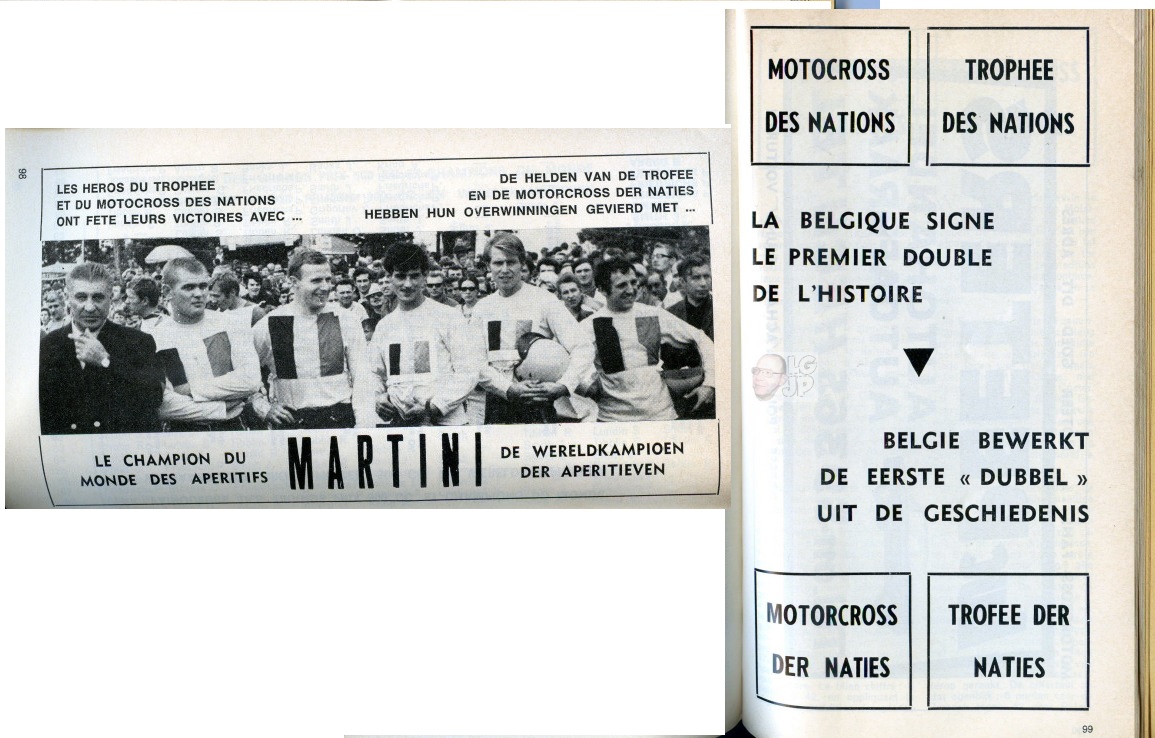 98
LES HEROS DU TROPHEE
ET DU MOTOCROSS DES NATIONS
ONT FETE LEURS VICTOIRES AVEC ...
DE HELDEN VAN DE TROFEE
EN DE MOTORCROSS DER NATIES
HEBBEN HUN OVERWINNINGEN GEVIERD MET ...
LE CHAMPION DU
MONDE DES APERITIFS
MARTINI
DE WERELDKAMPIOEN
DER APERITIEVEN
MOTOCROSS
DES NATIONS
TROPHEE
DES NATIONS
LA BELGIQUE SIGNE
LE PREMIER DOUBLE
DE L'HISTOIRE
LG
JP
BELGIE BEWERKT
DE EERSTE « DUBBEL »
UIT DE GESCHIEDENIS
MOTORCROSS
DER NATIES
TROFEE DER
NATIES
99